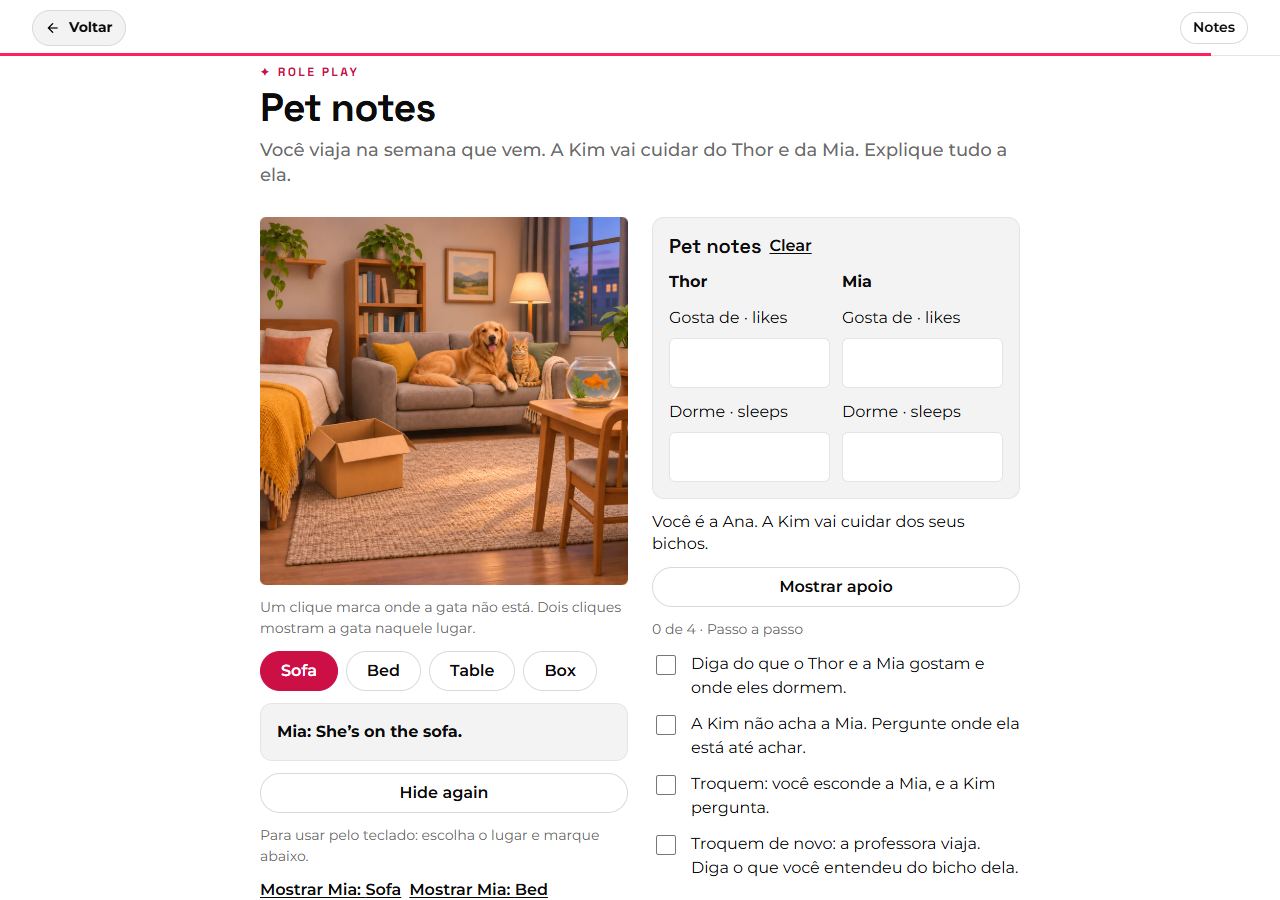 ← Voltar
Notes
✦ ROLE PLAY
Pet notes
Você viaja na semana que vem. A Kim vai cuidar do Thor e da Mia. Explique tudo a
ela.
Um clique marca onde a gata não está. Dois cliques
mostram a gata naquele lugar.
Sofa
Bed
Table
Box
Mia: She’s on the sofa.
Hide again
Para usar pelo teclado: escolha o lugar e marque
abaixo.
Mostrar Mia: Sofa Mostrar Mia: Bed
Pet notes Clear
Thor
Mia
Gosta de · likes
Gosta de · likes
Dorme · sleeps
Dorme · sleeps
Você é a Ana. A Kim vai cuidar dos seus
bichos.
Mostrar apoio
0 de 4 · Passo a passo
Diga do que o Thor e a Mia gostam e
onde eles dormem.
A Kim não acha a Mia. Pergunte onde ela
está até achar.
Troquem: você esconde a Mia, e a Kim
pergunta.
Troquem de novo: a professora viaja.
Diga o que você entendeu do bicho dela.